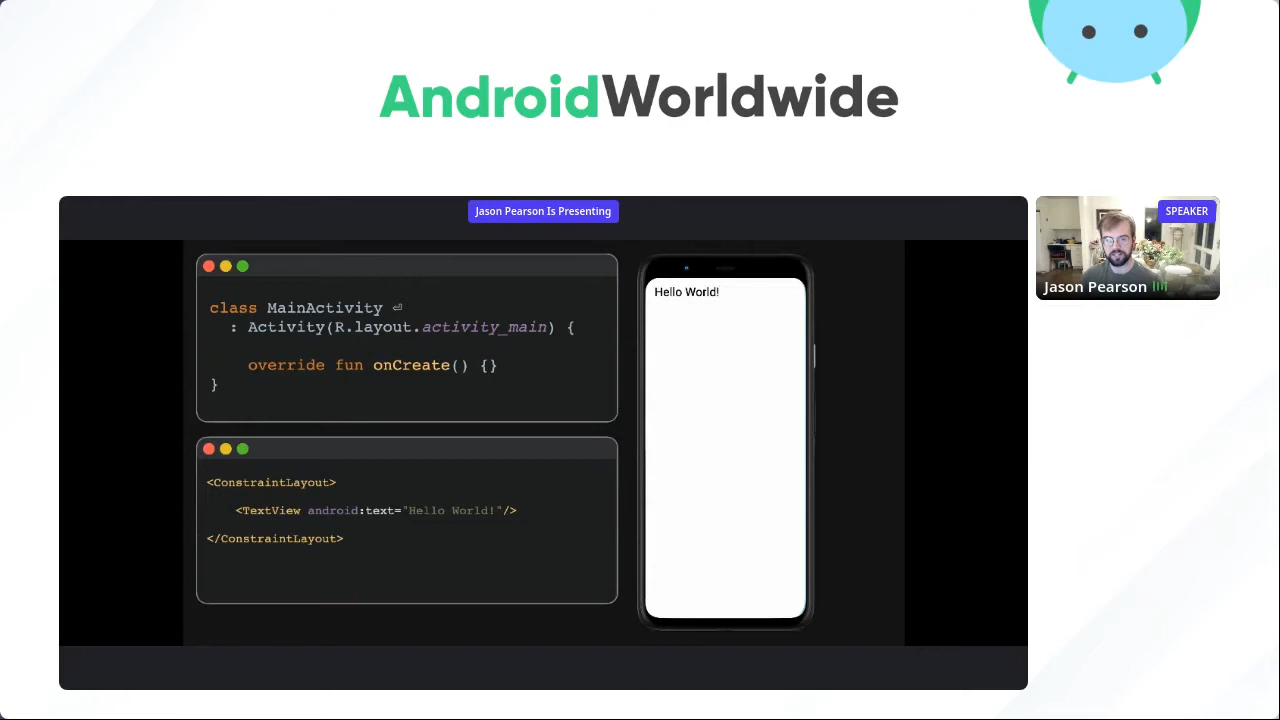 AndroidWorldwide
Jason Pearson Is Presenting
SPEAKER
Jason Pearson
class MainActivity ⏎
: Activity(R.layout.activity_main) {
override fun onCreate() {}
}
<ConstraintLayout>
<TextView android:text="Hello World!"/>
</ConstraintLayout>
Hello World!